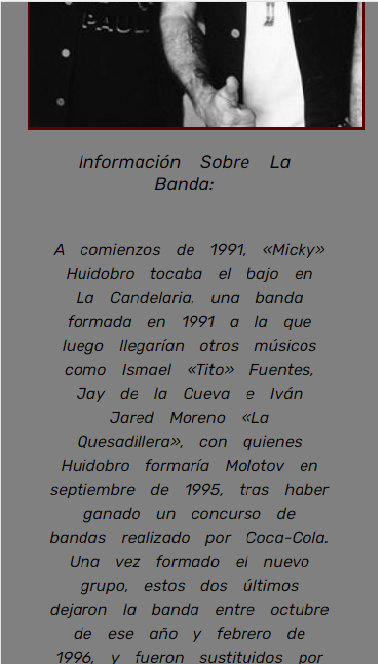 PAUL
Información Sobre La
Banda:
A comienzos de 1991, «Micky»
Huidobro tocaba el bajo en
La Candelaria, una banda
formada en 1991 a la que
luego llegarían otros músicos
como Ismael «Tito» Fuentes,
Jay de la Cueva e Iván
Jared Moreno «La
Quesadillera», con quienes
Huidobro formaría Molotov en
septiembre de 1995, tras haber
ganado un concurso de
bandas realizado por Coca-Cola.
Una vez formado el nuevo
grupo, estos dos últimos
dejaron la banda entre octubre
de ese año y febrero de
1996, y fueron sustituidos por